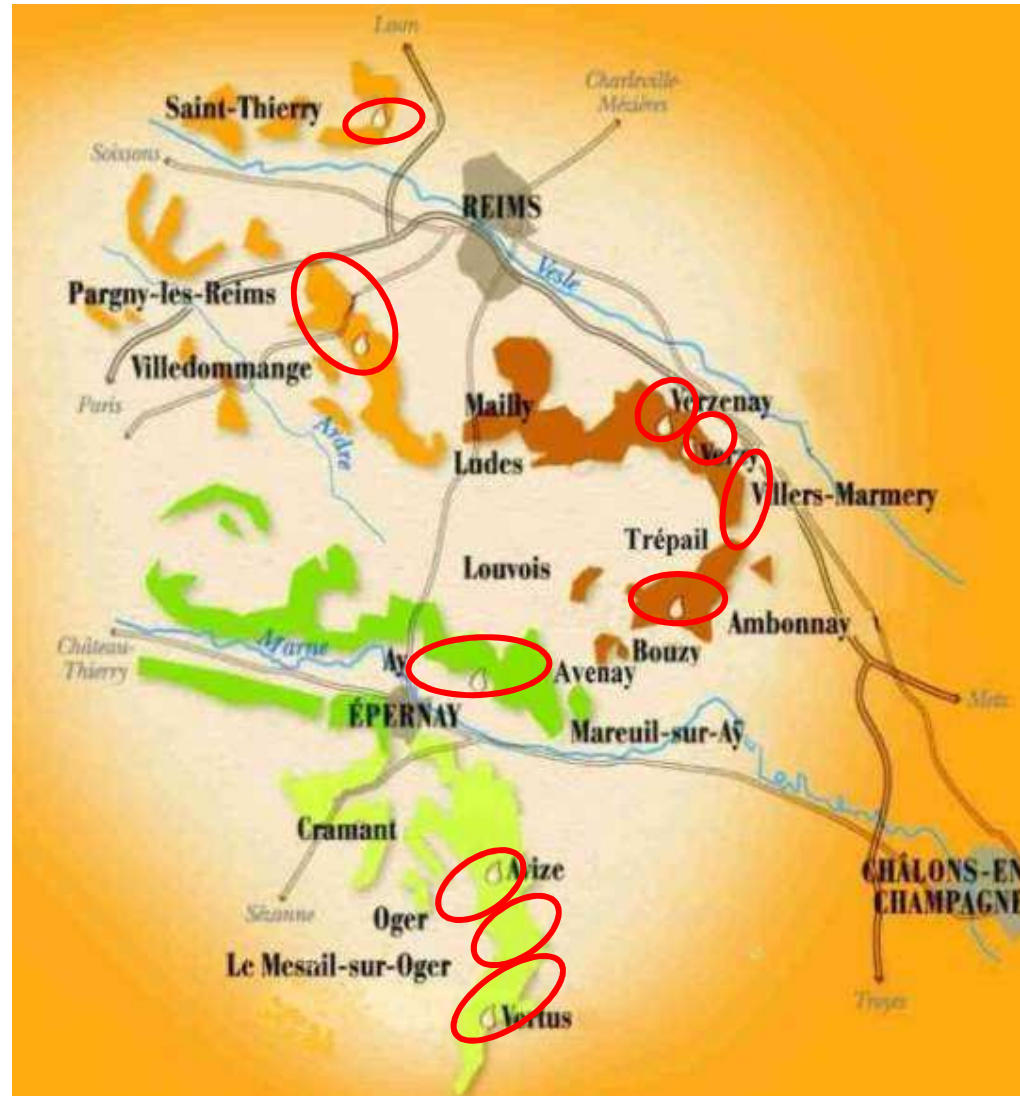 Laon
Charleville-
Mézières
Saint-Thierry
Soissons
REIMS
Vesle
Pargny-les-Reims
Villedommange
Paris
Ardre
Mailly
Verzenay
Verzy
Ludes
Villers-Marmery
Trépail
Louvois
Ambonnay
Bouzy
Château-
Thierry
Marne
Ay
Avenay
ÉPERNAY
Mareuil-sur-Aÿ
Metz
Cramant
Avize
CHÂLONS-EN
CHAMPAGNE
Sézanne
Oger
Le Mesnil-sur-Oger
Troyes
Vertus